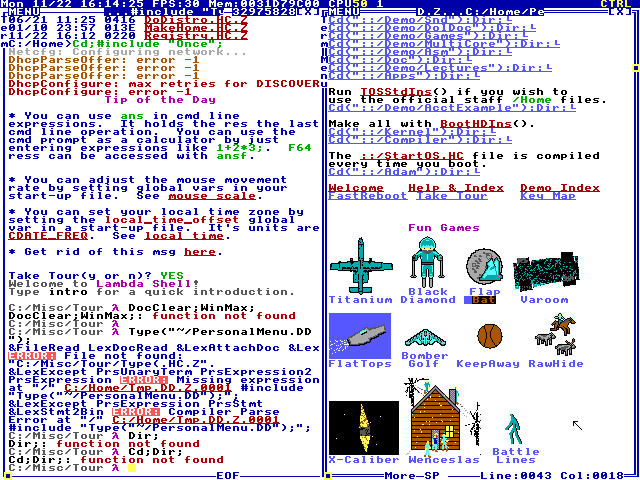 Mon 11/22 16:14:25 FPS:30 Mem:0031D79C00 CPU50 1 CTRL
MENU ...#include "I:82975828LX
T06/21 11:25 0416 DoDistro.HC.Z
e01/10 23:57 013E MakeHome.HC.Z
r11/22 16:12 0220 Registry.HC.Z
mC:/Home>Cd;#include "Once";
Netcfg: Configuring network...
DhcpParseOffer: error -1
DhcpParseOffer: error -1
DhcpParseOffer: error -1
DhcpConfigure: max retries for DISCOVER
DhcpConfigure: error -1
Tip of the Day
* You can use ans in cmd line
expressions. It holds the res the last
cmd line operation. You can use the
cmd prompt as a calculator by just
entering expressions like 1+2*3;. F64
ress can be accessed with ansf.
* You can adjust the mouse movement
rate by setting global vars in your
start-up file. See mouse scale.
* You can set your local time zone by
setting the local_time_offset global
var in a start-up file. It's units are
CDATE_FREQ. See local time.
* Get rid of this msg here.
Take Tour(y or n)? YES
Welcome to Lambda Shell!
Type intro for a quick introduction.
C:/Misc/Tour λ DocClear;WinMax;
DocClear;WinMax;: function not found
C:/Misc/Tour λ
C:/Misc/Tour λ Type("~/PersonalMenu.DD
");
&FileRead LexDocRead &LexAttachDoc &Lex
ERROR: File not found:
"C:/Misc/Tour/Type(.HC.Z".
&LexExcept PrsUnaryTerm PrsExpression2
PrsExpression ERROR: Missing expression
at "/" C:/Home/Tmp.DD.Z,0001 #include
"Type("~/PersonalMenu.DD");";
&LexExcept PrsExpression PrsStmt
&LexStmt2Bin ERROR: Compiler Parse
Error at "/" C:/Home/Tmp.DD.Z,0001
#include "Type("~/PersonalMenu.DD");";
C:/Misc/Tour λ Dir;
Dir;: function not found
C:/Misc/Tour λ Cd;Dir;
Cd;Dir;: function not found
C:/Misc/Tour λ
EOF
MENU D.Z...C:/Home/Pe LX
Cd("::/Demo/Snd");Dir;
Cd("::/Demo/DolDoc");Dir;
Cd("::/Demo/Games");Dir;
Cd("::/Demo/MultiCore");Dir;
Cd("::/Demo/Asm");Dir;
Cd("::/Doc");Dir;
Cd("::/Demo/Lectures");Dir;
Cd("::/Apps");Dir;
Run TOSStdIns() if you wish to
use the official staff /Home files.
Cd("::/Demo/AcctExample");Dir;
Make all with BootHDIns().
Cd("::/Kernel");Dir;
Cd("::/Compiler");Dir;
The ::/StartOS.HC file is compiled
every time you boot.
Cd("::/Adam");Dir;
Welcome Help & Index Demo Index
FastReboot Take Tour Key Map
Fun Games
Titanium Black Diamond Flap Bat Varoom
FlatTops Bomber Golf KeepAway RawHide
X-Caliber Wenceslas Battle Lines
More-SP Line:0043 Col:0018